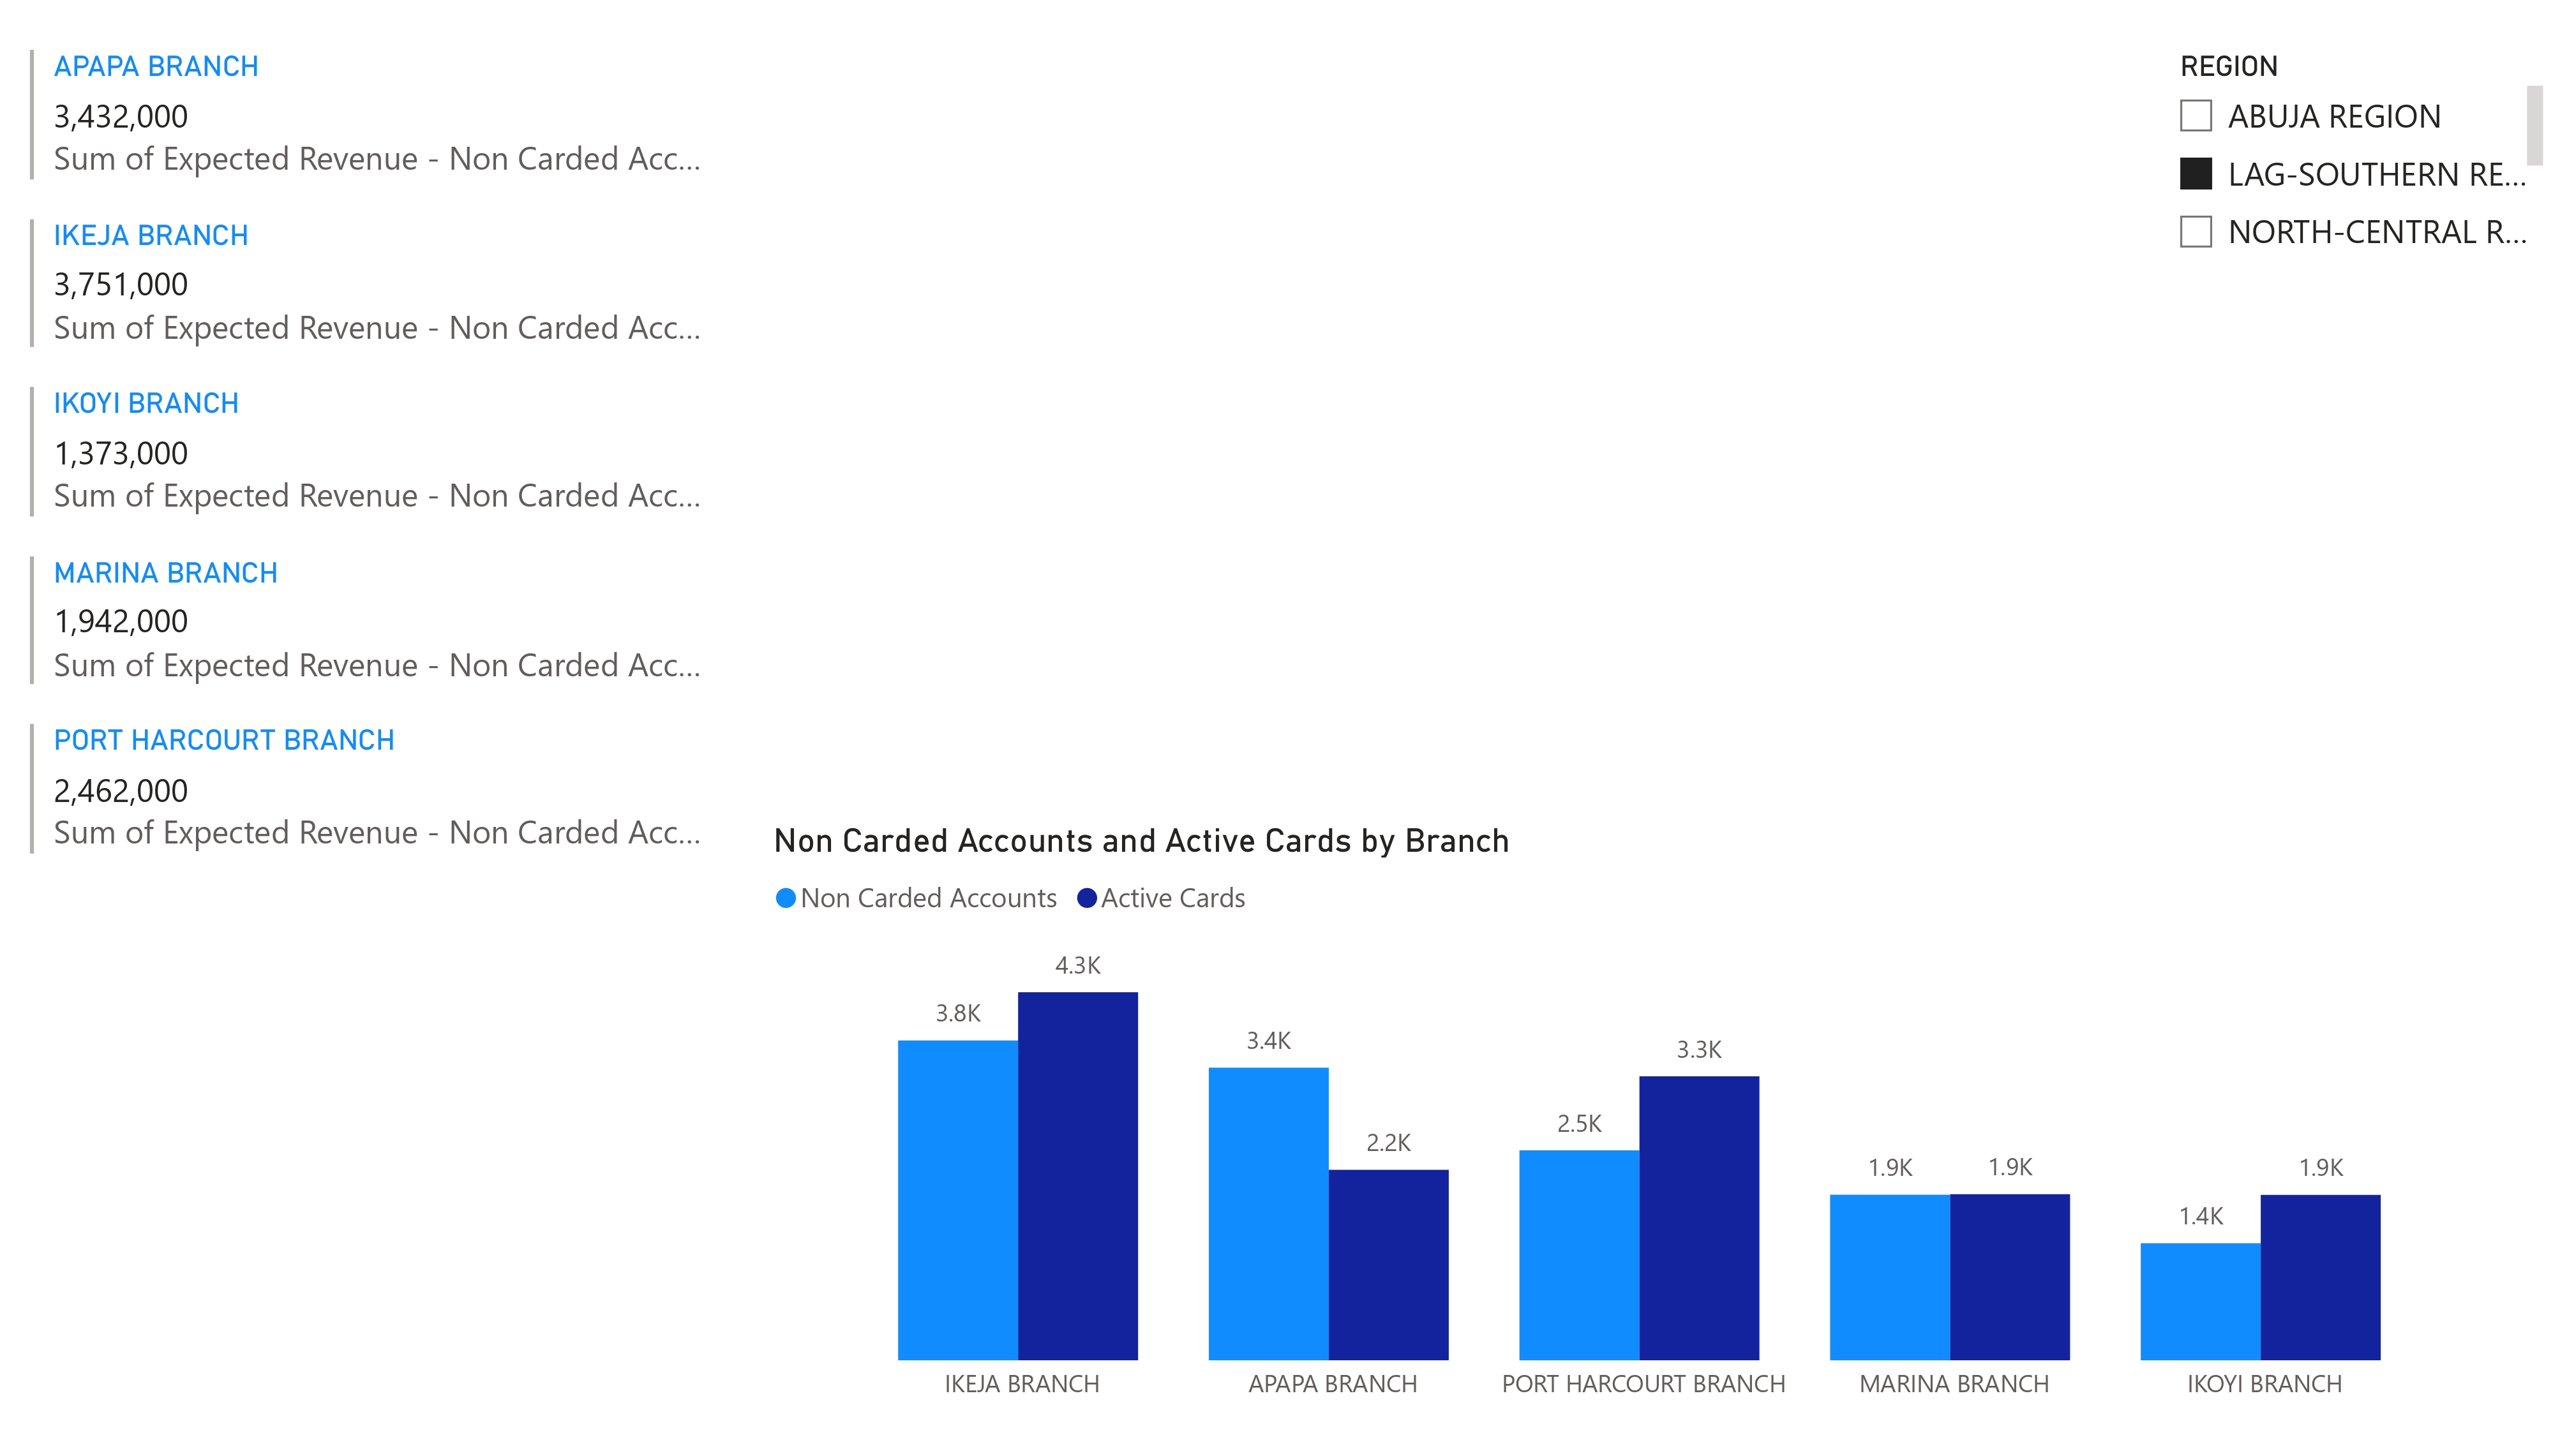 APAPA BRANCH
3,432,000
Sum of Expected Revenue - Non Carded Acc...
IKEJA BRANCH
3,751,000
Sum of Expected Revenue - Non Carded Acc...
IKOYI BRANCH
1,373,000
Sum of Expected Revenue - Non Carded Acc...
MARINA BRANCH
1,942,000
Sum of Expected Revenue - Non Carded Acc...
PORT HARCOURT BRANCH
2,462,000
Sum of Expected Revenue - Non Carded Acc...
REGION
ABUJA REGION
LAG-SOUTHERN RE...
NORTH-CENTRAL R...
Non Carded Accounts and Active Cards by Branch
Non Carded Accounts Active Cards
3.8K 4.3K 3.4K 2.2K 2.5K 3.3K 1.9K 1.9K 1.4K 1.9K
IKEJA BRANCH APAPA BRANCH PORT HARCOURT BRANCH MARINA BRANCH IKOYI BRANCH